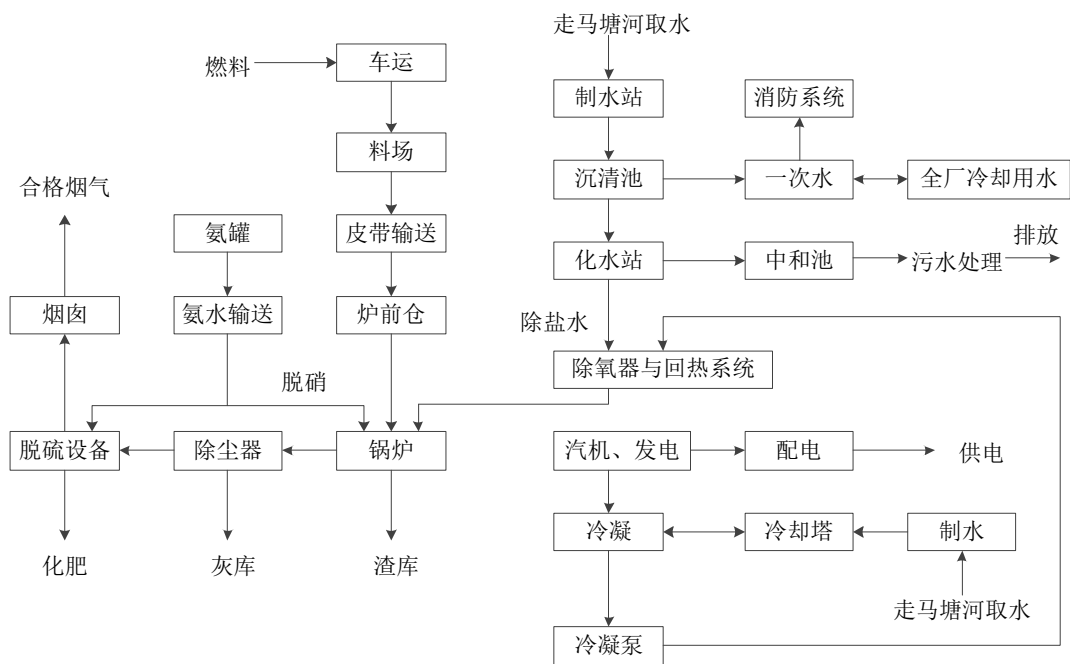 走马塘河取水
燃料
车运
制水站
消防系统
料场
合格烟气
沉清池
一次水
全厂冷却用水
氨罐
皮带输送
化水站
中和池
污水处理
排放
烟囱
氨水输送
炉前仓
除盐水
除氧器与回热系统
脱硝
脱硫设备
除尘器
锅炉
汽机、发电
配电
供电
冷凝
冷却塔
制水
化肥
灰库
渣库
走马塘河取水
冷凝泵